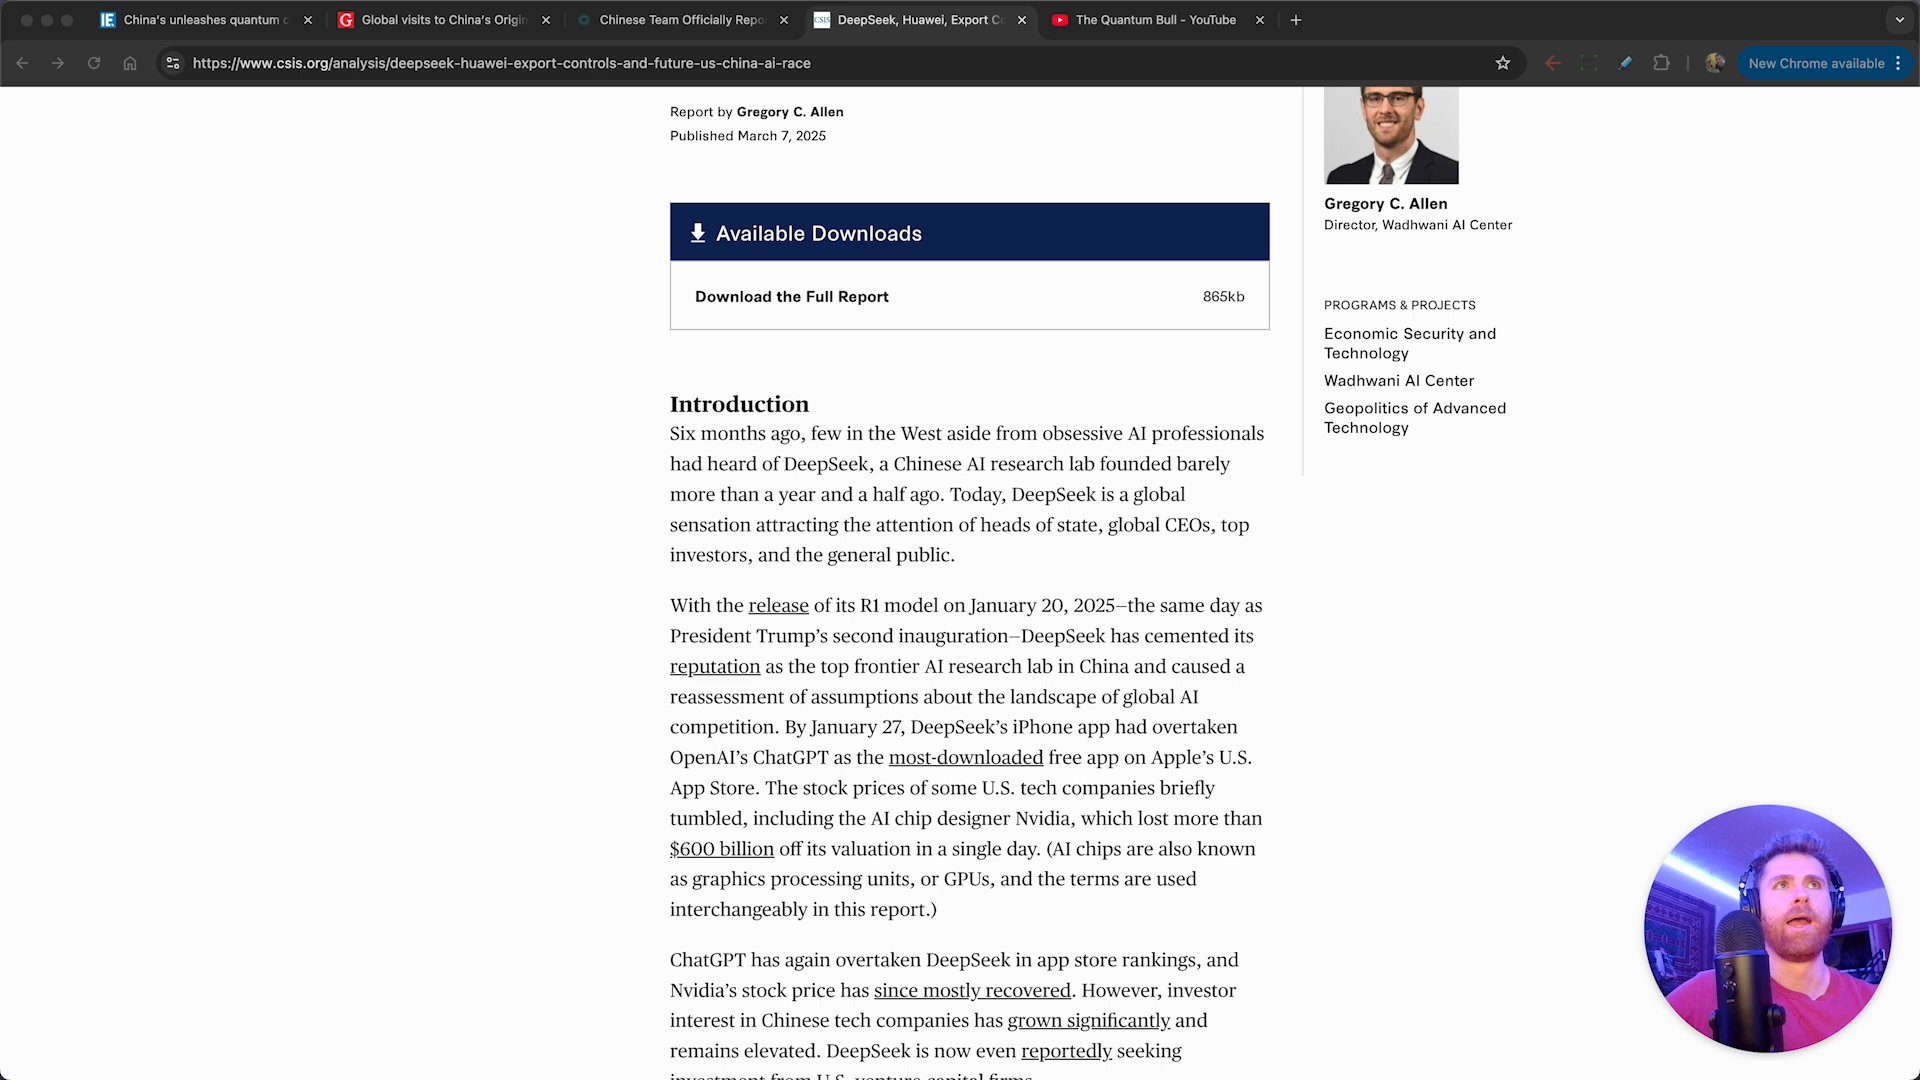 China's unleashes quantum c
Global visits to China's Origin
Chinese Team Officially Repo
CSIS
DeepSeek, Huawei, Export Co
The Quantum Bull - YouTube
https://www.csis.org/analysis/deepseek-huawei-export-controls-and-future-us-china-ai-race
New Chrome available
Report by Gregory C. Allen
Published March 7, 2025
Available Downloads
Download the Full Report
865kb
Introduction
Six months ago, few in the West aside from obsessive AI professionals
had heard of DeepSeek, a Chinese AI research lab founded barely
more than a year and a half ago. Today, DeepSeek is a global
sensation attracting the attention of heads of state, global CEOs, top
investors, and the general public.
With the release of its R1 model on January 20, 2025—the same day as
President Trump's second inauguration—DeepSeek has cemented its
reputation as the top frontier AI research lab in China and caused a
reassessment of assumptions about the landscape of global AI
competition. By January 27, DeepSeek's iPhone app had overtaken
OpenAI's ChatGPT as the most-downloaded free app on Apple's U.S.
App Store. The stock prices of some U.S. tech companies briefly
tumbled, including the AI chip designer Nvidia, which lost more than
$600 billion off its valuation in a single day. (AI chips are also known
as graphics processing units, or GPUs, and the terms are used
interchangeably in this report.)
ChatGPT has again overtaken DeepSeek in app store rankings, and
Nvidia's stock price has since mostly recovered. However, investor
interest in Chinese tech companies has grown significantly and
remains elevated. DeepSeek is now even reportedly seeking
investment from U.S. venture capital firms.
Gregory C. Allen
Director, Wadhwani AI Center
PROGRAMS & PROJECTS
Economic Security and
Technology
Wadhwani AI Center
Geopolitics of Advanced
Technology